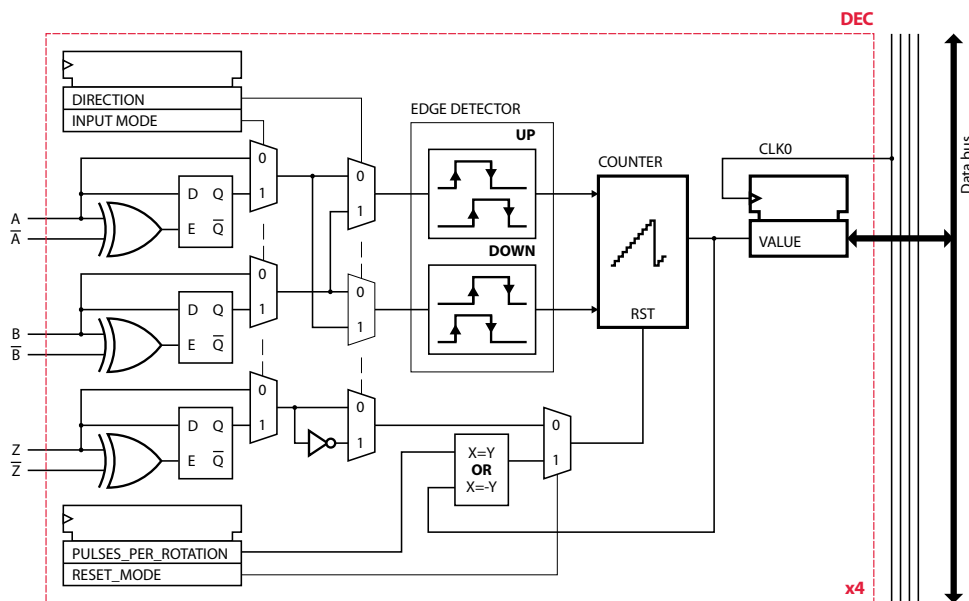 DEC
DIRECTION
INPUT MODE
EDGE DETECTOR
UP
COUNTER
CLK0
Data bus
0
1
D Q
E Q̅
A
A̅
0
1
DOWN
VALUE
0
1
D Q
E Q̅
B
B̅
0
1
RST
0
1
D Q
E Q̅
Z
Z̅
0
1
0
1
X=Y
OR
X=-Y
PULSES_PER_ROTATION
RESET_MODE
x4